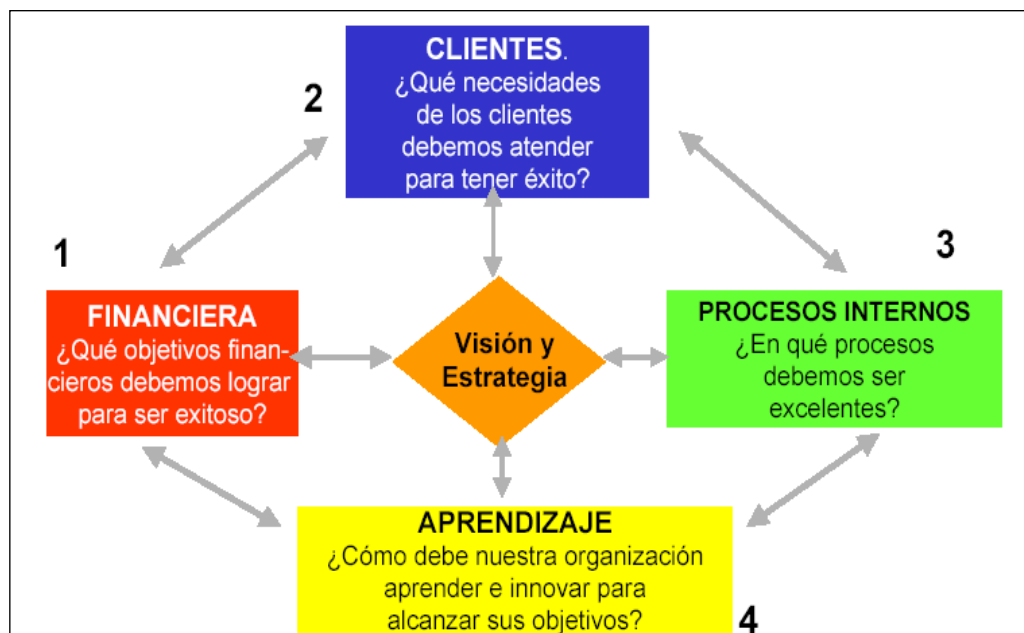 2
CLIENTES.
¿Qué necesidades
de los clientes
debemos atender
para tener éxito?
1
FINANCIERA
¿Qué objetivos finan-
cieros debemos lograr
para ser exitoso?
Visión y
Estrategia
3
PROCESOS INTERNOS
¿En qué procesos
debemos ser
excelentes?
APRENDIZAJE
¿Cómo debe nuestra organización
aprender e innovar para
alcanzar sus objetivos?
4